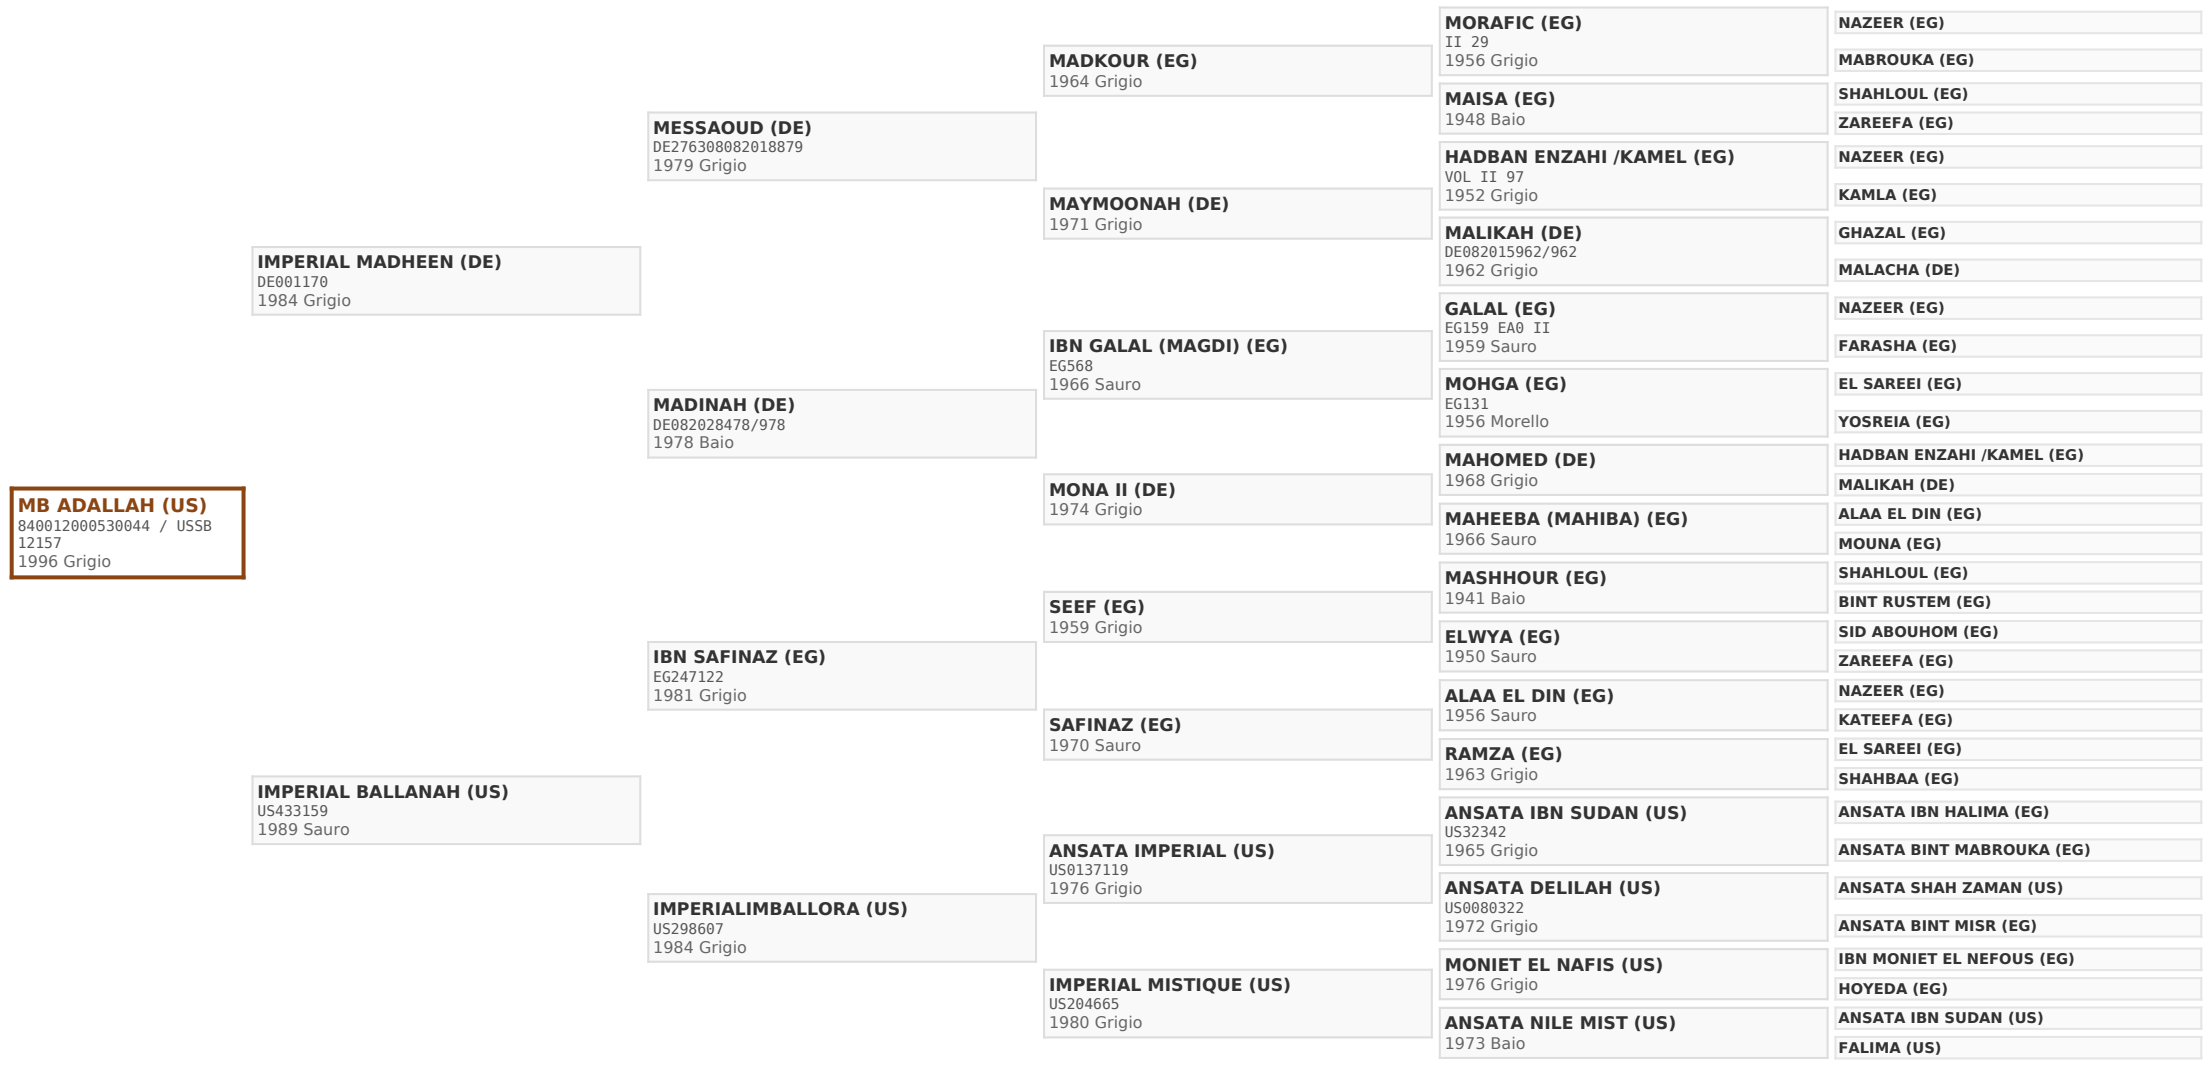 MB ADALLAH (US)
840012000530044 / USSB
12157
1996 Grigio
IMPERIAL MADHEEN (DE)
DE001170
1984 Grigio
IMPERIAL BALLANAH (US)
US433159
1989 Sauro
MESSAOUD (DE)
DE276308082018879
1979 Grigio
MADINAH (DE)
DE082028478/978
1978 Baio
IBN SAFINAZ (EG)
EG247122
1981 Grigio
IMPERIALIMBALLORA (US)
US298607
1984 Grigio
MADKOUR (EG)
1964 Grigio
MAYMOONAH (DE)
1971 Grigio
IBN GALAL (MAGDI) (EG)
EG568
1966 Sauro
MONA II (DE)
1974 Grigio
SEEF (EG)
1959 Grigio
SAFINAZ (EG)
1970 Sauro
ANSATA IMPERIAL (US)
US0137119
1976 Grigio
IMPERIAL MISTIQUE (US)
US204665
1980 Grigio
MORAFIC (EG)
II 29
1956 Grigio
MAISA (EG)
1948 Baio
HADBAN ENZAHI /KAMEL (EG)
VOL II 97
1952 Grigio
MALIKAH (DE)
DE082015962/962
1962 Grigio
GALAL (EG)
EG159 EA0 II
1959 Sauro
MOHGA (EG)
EG131
1956 Morello
MAHOMED (DE)
1968 Grigio
MAHEEBA (MAHIBA) (EG)
1966 Sauro
MASHHOUR (EG)
1941 Baio
ELWYA (EG)
1950 Sauro
ALAA EL DIN (EG)
1956 Sauro
RAMZA (EG)
1963 Grigio
ANSATA IBN SUDAN (US)
US32342
1965 Grigio
ANSATA DELILAH (US)
US0080322
1972 Grigio
MONIET EL NAFIS (US)
1976 Grigio
ANSATA NILE MIST (US)
1973 Baio
NAZEER (EG)
MABROUKA (EG)
SHAHLOUL (EG)
ZAREEFA (EG)
NAZEER (EG)
KAMLA (EG)
GHAZAL (EG)
MALACHA (DE)
NAZEER (EG)
FARASHA (EG)
EL SAREEI (EG)
YOSREIA (EG)
HADBAN ENZAHI /KAMEL (EG)
MALIKAH (DE)
ALAA EL DIN (EG)
MOUNA (EG)
SHAHLOUL (EG)
BINT RUSTEM (EG)
SID ABOUHOM (EG)
ZAREEFA (EG)
NAZEER (EG)
KATEEFA (EG)
EL SAREEI (EG)
SHAHBAA (EG)
ANSATA IBN HALIMA (EG)
ANSATA BINT MABROUKA (EG)
ANSATA SHAH ZAMAN (US)
ANSATA BINT MISR (EG)
IBN MONIET EL NEFOUS (EG)
HOYEDA (EG)
ANSATA IBN SUDAN (US)
FALIMA (US)